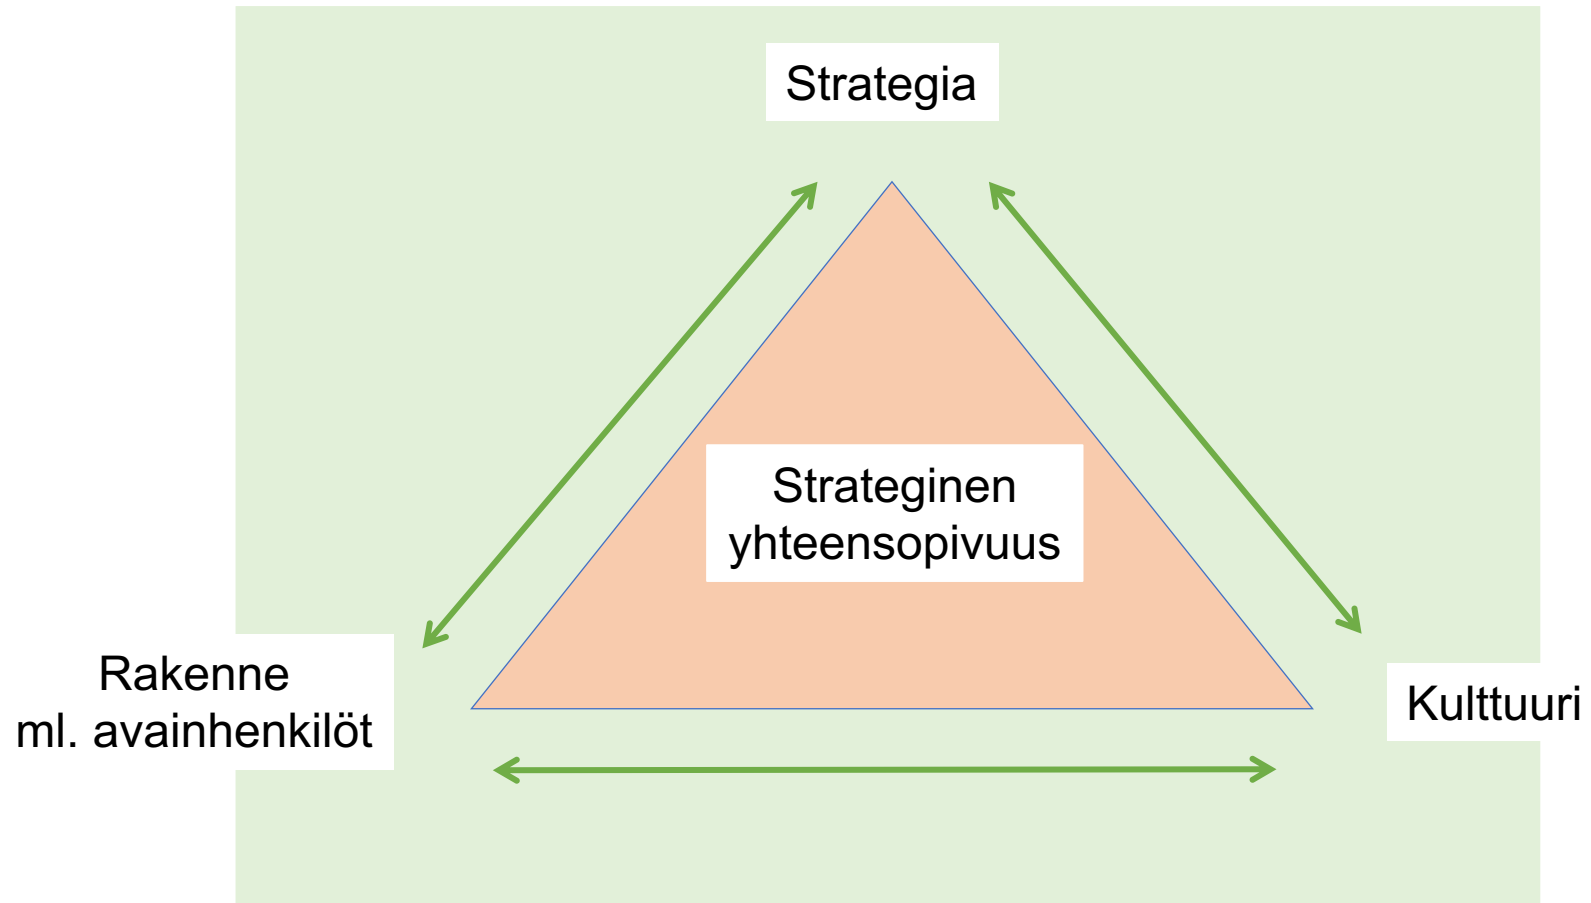 Strategia
Strateginen
yhteensopivuus
Rakenne
ml. avainhenkilöt
Kulttuuri